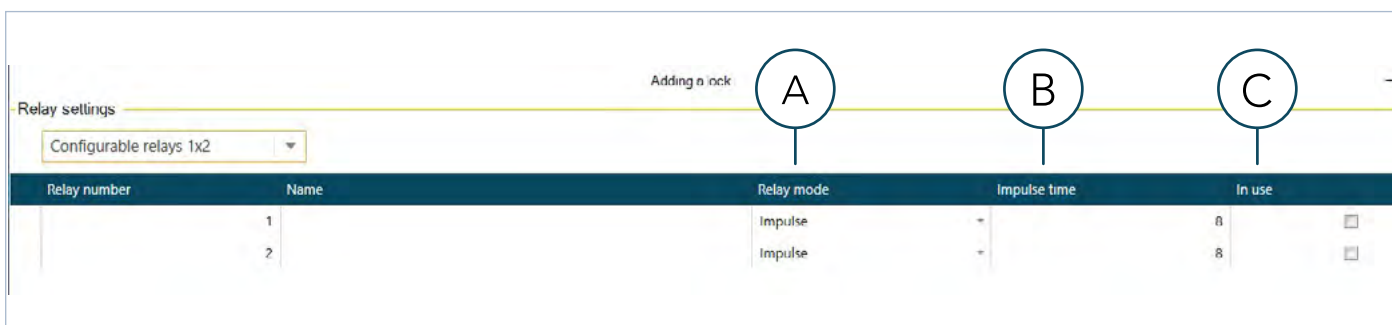 A B C
Adding a lock
Relay settings
Configurable relays 1x2
Relay number Name Relay mode Impulse time In use
1 Impulse 8
2 Impulse 8